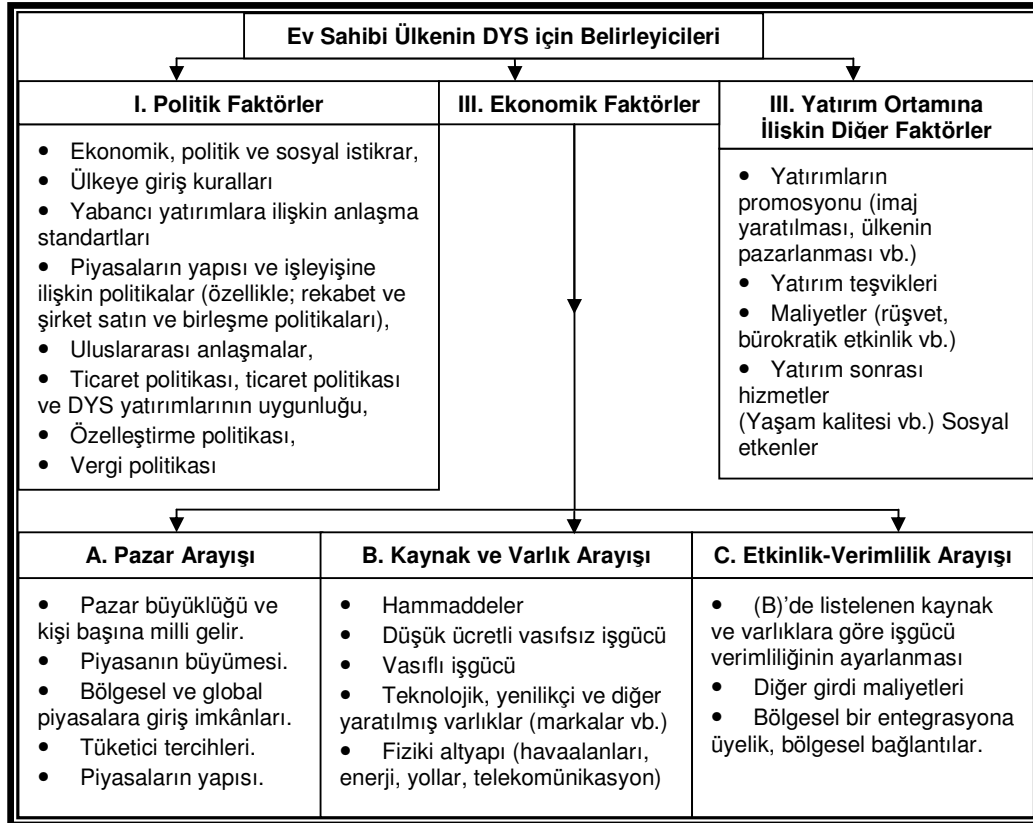 Ev Sahibi Ülkenin DYS için Belirleyicileri
I. Politik Faktörler
• Ekonomik, politik ve sosyal istikrar,
• Ülkeye giriş kuralları
• Yabancı yatırımlara ilişkin anlaşma
standartları
• Piyasaların yapısı ve işleyişine
ilişkin politikalar (özellikle; rekabet ve
şirket satın ve birleşme politikaları),
• Uluslararası anlaşmalar,
• Ticaret politikası, ticaret politikası
ve DYS yatırımlarının uygunluğu,
• Özelleştirme politikası,
• Vergi politikası
III. Ekonomik Faktörler
III. Yatırım Ortamına
İlişkin Diğer Faktörler
• Yatırımların
promosyonu (imaj
yaratılması, ülkenin
pazarlanması vb.)
• Yatırım teşvikleri
• Maliyetler (rüşvet,
bürokratik etkinlik vb.)
• Yatırım sonrası
hizmetler
(Yaşam kalitesi vb.) Sosyal
etkenler
A. Pazar Arayışı
• Pazar büyüklüğü ve
kişi başına milli gelir.
• Piyasanın büyümesi.
• Bölgesel ve global
piyasalara giriş imkânları.
• Tüketici tercihleri.
• Piyasaların yapısı.
B. Kaynak ve Varlık Arayışı
• Hammaddeler
• Düşük ücretli vasıfsız işgücü
• Vasıflı işgücü
• Teknolojik, yenilikçi ve diğer
yaratılmış varlıklar (markalar vb.)
• Fiziki altyapı (havaalanları,
enerji, yollar, telekomünikasyon)
C. Etkinlik-Verimlilik Arayışı
• (B)'de listelenen kaynak
ve varlıklara göre işgücü
verimliliğinin ayarlanması
• Diğer girdi maliyetleri
• Bölgesel bir entegrasyona
üyelik, bölgesel bağlantılar.